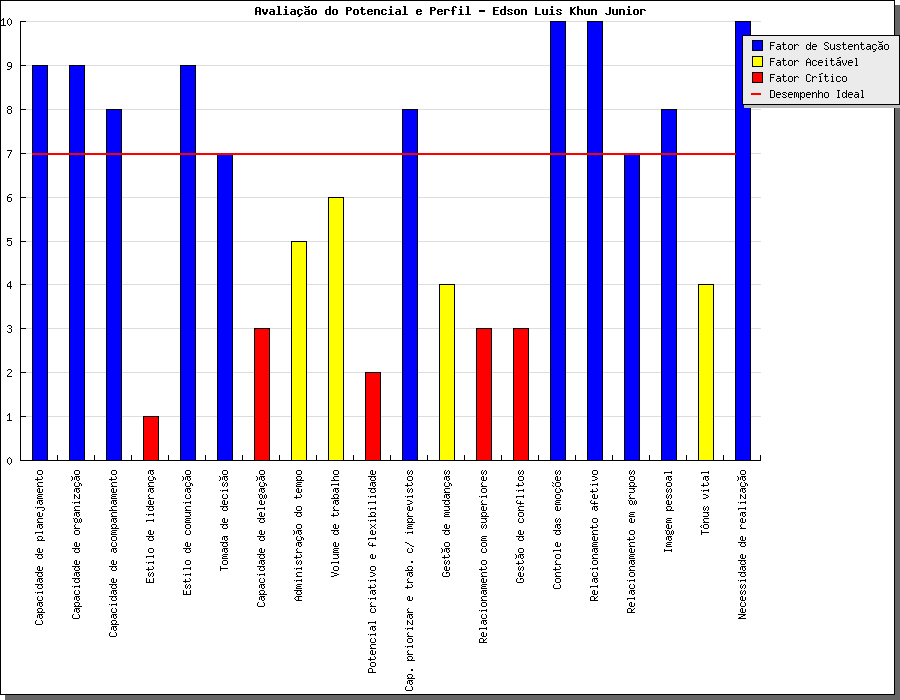 Avaliação do Potencial e Perfil - Edson Luis Khun Junior
10
9
8
7
6
5
4
3
2
1
0
Fator de Sustentação
Fator Aceitável
Fator Crítico
Desempenho Ideal
Capacidade de planejamento
Capacidade de organização
Capacidade de acompanhamento
Estilo de liderança
Estilo de comunicação
Tomada de decisão
Capacidade de delegação
Administração do tempo
Volume de trabalho
Potencial criativo e flexibilidade
Cap. priorizar e trab. c/ imprevistos
Gestão de mudanças
Relacionamento com superiores
Gestão de conflitos
Controle das emoções
Relacionamento afetivo
Relacionamento em grupos
Imagem pessoal
Tônus vital
Necessidade de realização